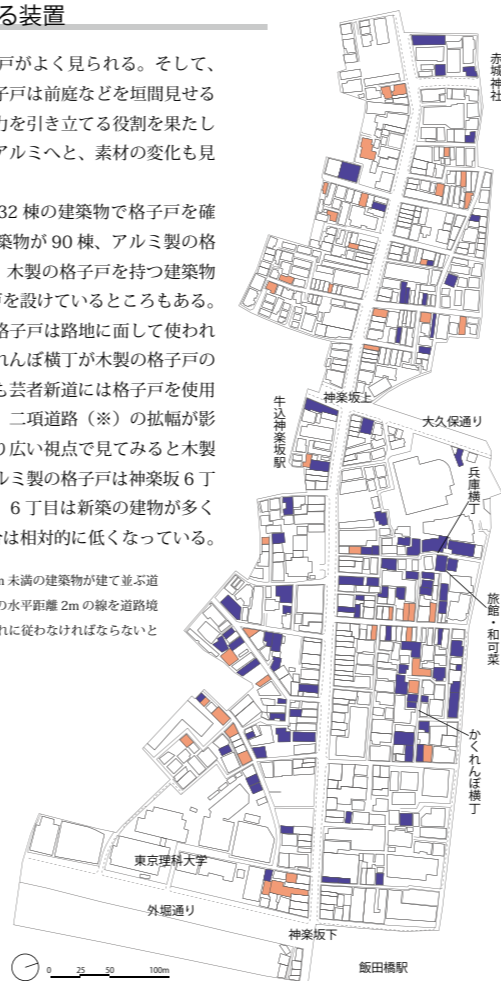 る装置
戸がよく見られる。そして、
子戸は前庭などを垣間見せる
力を引き立てる役割を果たし
アルミへと、素材の変化も見
32 棟の建築物で格子戸を確
築物が 90 棟、アルミ製の格
木製の格子戸を持つ建築物
を設けているところもある。
格子戸は路地に面して使われ
れんぼ横丁が木製の格子戸の
も芸者新道には格子戸を使用
二項道路（※）の拡幅が影
り広い視点で見てみると木製
ルミ製の格子戸は神楽坂 6 丁
6 丁目は新築の建物が多く
は相対的に低くなっている。
m 未満の建築物が建て並ぶ道
の水平距離 2m の線を道路境
れに従わなければならないと
赤城神社
神楽坂上
大久保通り
牛込神楽坂駅
兵庫横丁
旅館・和可菜
かくれんぼ横丁
東京理科大学
外堀通り
神楽坂下
飯田橋駅
0 25 50 100m